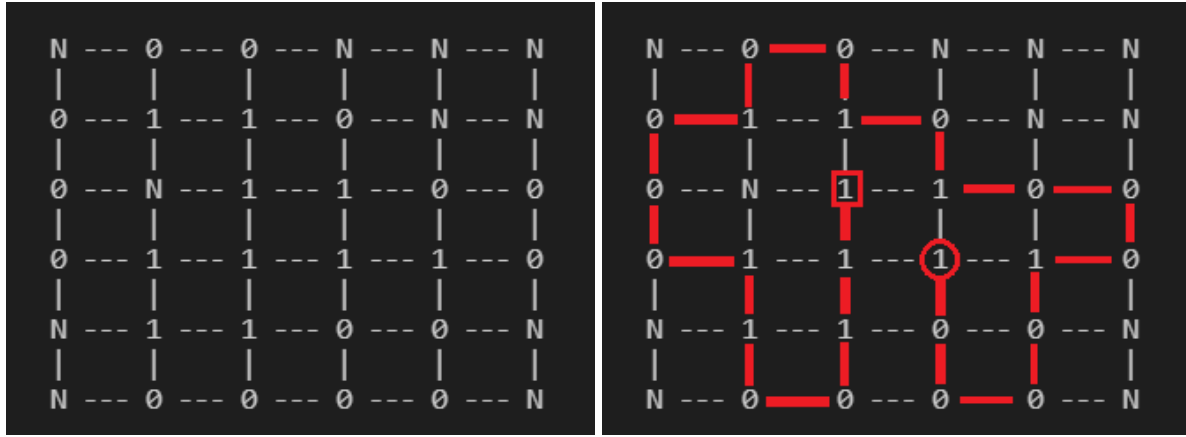 N --- 0 --- 0 --- N --- N --- N
| | | | | |
0 --- 1 --- 1 --- 0 --- N --- N
| | | | | |
0 --- N --- 1 --- 1 --- 0 --- 0
| | | | | |
0 --- 1 --- 1 --- 1 --- 1 --- 0
| | | | | |
N --- 1 --- 1 --- 0 --- 0 --- N
| | | | | |
N --- 0 --- 0 --- 0 --- 0 --- N
N --- 0 0 --- N --- N --- N
| | | |
0 1 --- 1 0 --- N --- N
| | | |
0 --- N --- 1 --- 1 0 0
| | |
0 1 --- 1 --- 1 --- 1 0
| |
N --- 1 --- 1 --- 0 --- 0 --- N
| |
N --- 0 0 --- 0 0 --- N